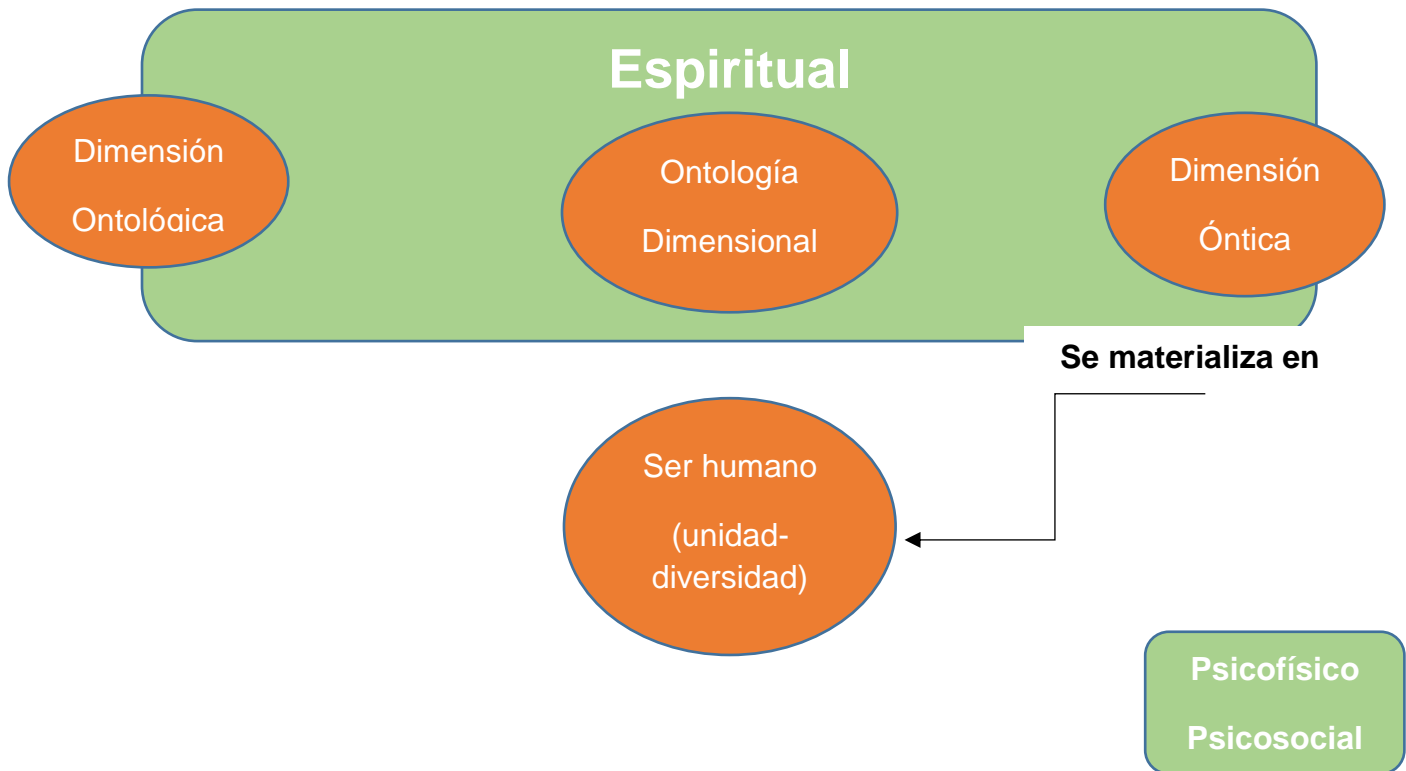 Espiritual
Dimensión
Ontológica
Ontología
Dimensional
Dimensión
Óntica
Se materializa en
Ser humano
(unidad-
diversidad)
Psicofísico
Psicosocial